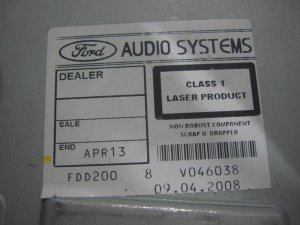 Ford AUDIO SYSTEMS
DEALER
CLASS 1
LASER PRODUCT
SALE
NON ROBUST COMPONENT
SCRAP IF DROPPED
END APR13
FDD200 8 V046038
09.04.2008